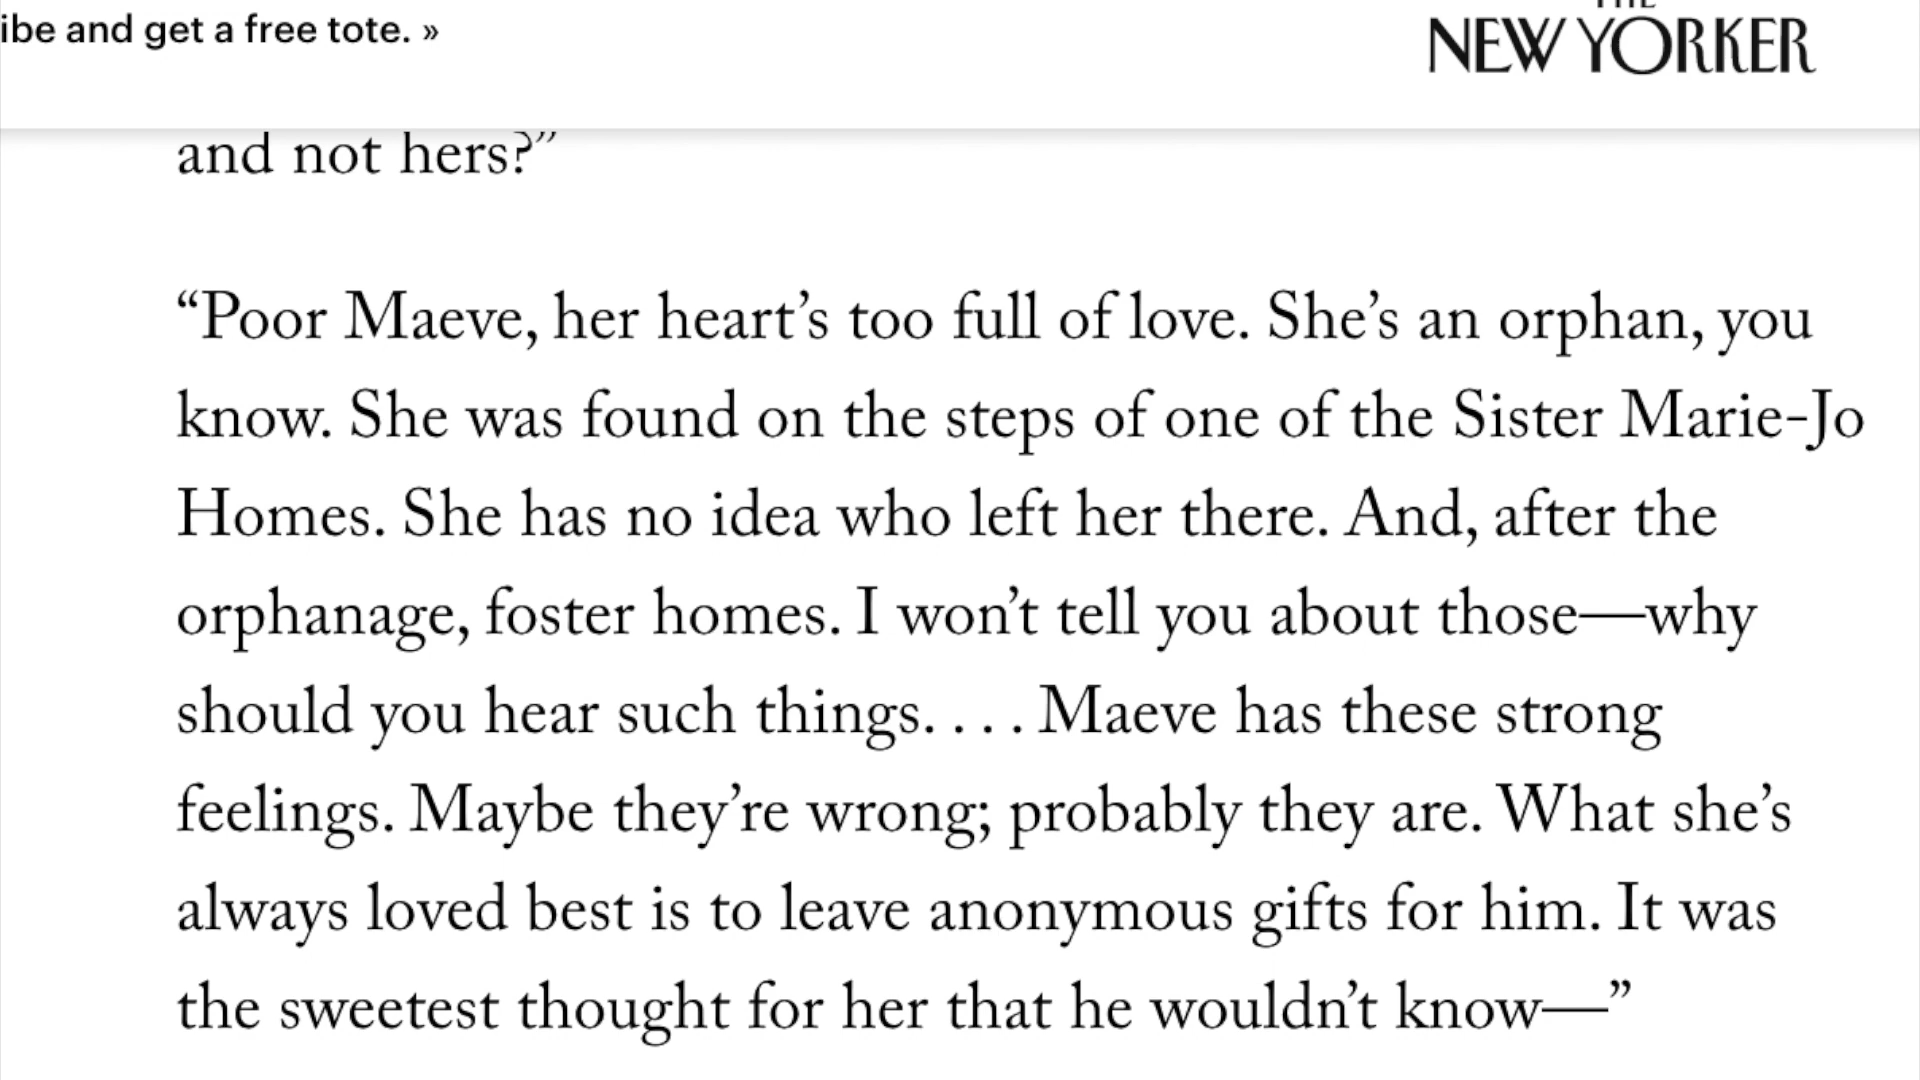 ibe and get a free tote. »
THE
NEW YORKER
and not hers?”
“Poor Maeve, her heart’s too full of love. She’s an orphan, you
know. She was found on the steps of one of the Sister Marie-Jo
Homes. She has no idea who left her there. And, after the
orphanage, foster homes. I won’t tell you about those—why
should you hear such things. . . . Maeve has these strong
feelings. Maybe they’re wrong; probably they are. What she’s
always loved best is to leave anonymous gifts for him. It was
the sweetest thought for her that he wouldn’t know—”